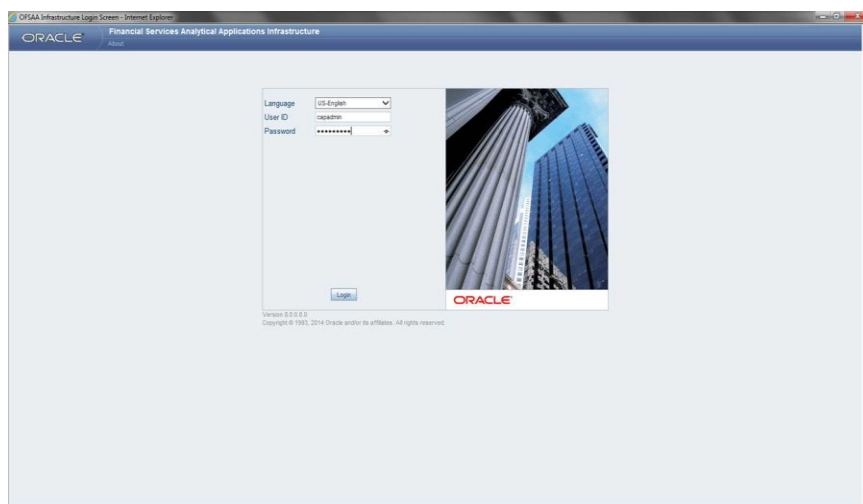 OFSAA Infrastructure Login Screen - Internet Explorer
ORACLE
Financial Services Analytical Applications Infrastructure
About
Language US-English
User ID capadmin
Password •••••••••
Login
ORACLE
Version 8.0.0.0.0
Copyright © 1993, 2014 Oracle and/or its affiliates. All rights reserved.